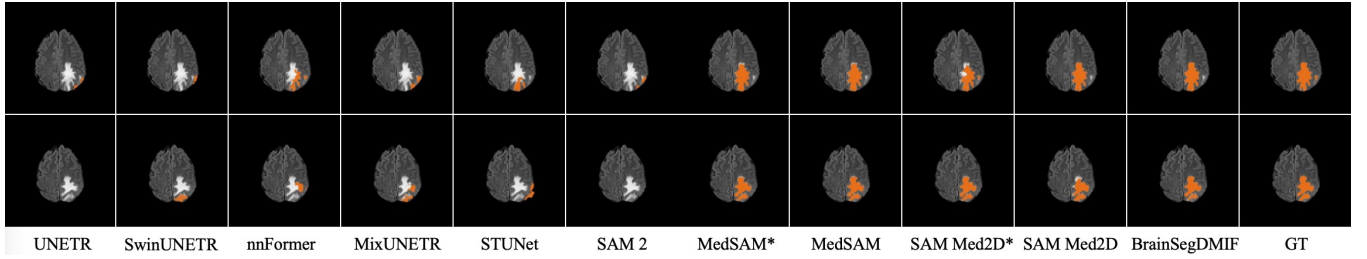 UNETR SwinUNETR nnFormer MixUNETR STUNet SAM 2 MedSAM* MedSAM SAM Med2D* SAM Med2D BrainSegDMIF GT